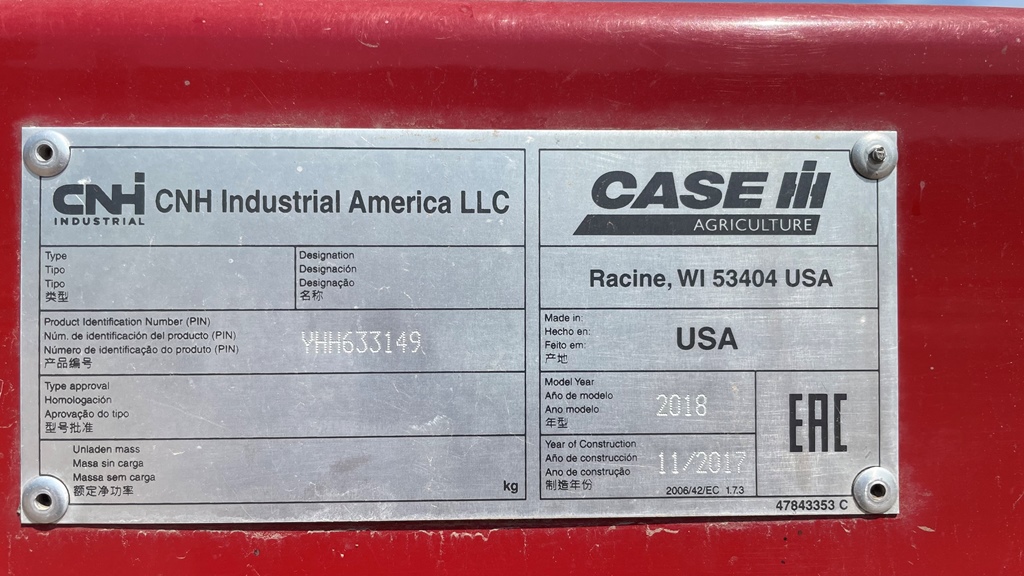 CNH
INDUSTRIAL
CNH Industrial America LLC
Type
Tipo
Tipo
类型
Designation
Designación
Designação
名称
Product Identification Number (PIN)
Núm. de identificación del producto (PIN)
Número de identificação do produto (PIN)
产品编号
YHH633149
Type approval
Homologación
Aprovação do tipo
型号批准
Unladen mass
Masa sin carga
Massa sem carga
额定净功率
kg
CASE IH
AGRICULTURE
Racine, WI 53404 USA
Made in:
Hecho en:
Feito em:
产地
USA
Model Year
Año de modelo
Ano modelo
年型
2018
Year of Construction
Año de construcción
Ano de construção
制造年份
11/2017
2006/42/EC 1.7.3
EAC
47843353 C